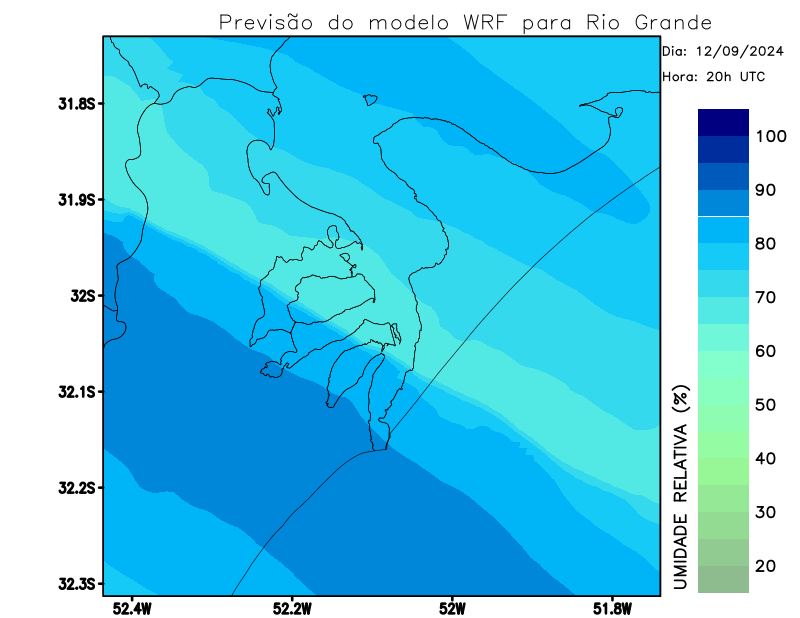 Previsão do modelo WRF para Rio Grande
Dia: 12/09/2024
Hora: 20h UTC
31.8S
31.9S
32S
32.1S
32.2S
32.3S
52.4W
52.2W
52W
51.8W
UMIDADE RELATIVA (%)
100
90
80
70
60
50
40
30
20